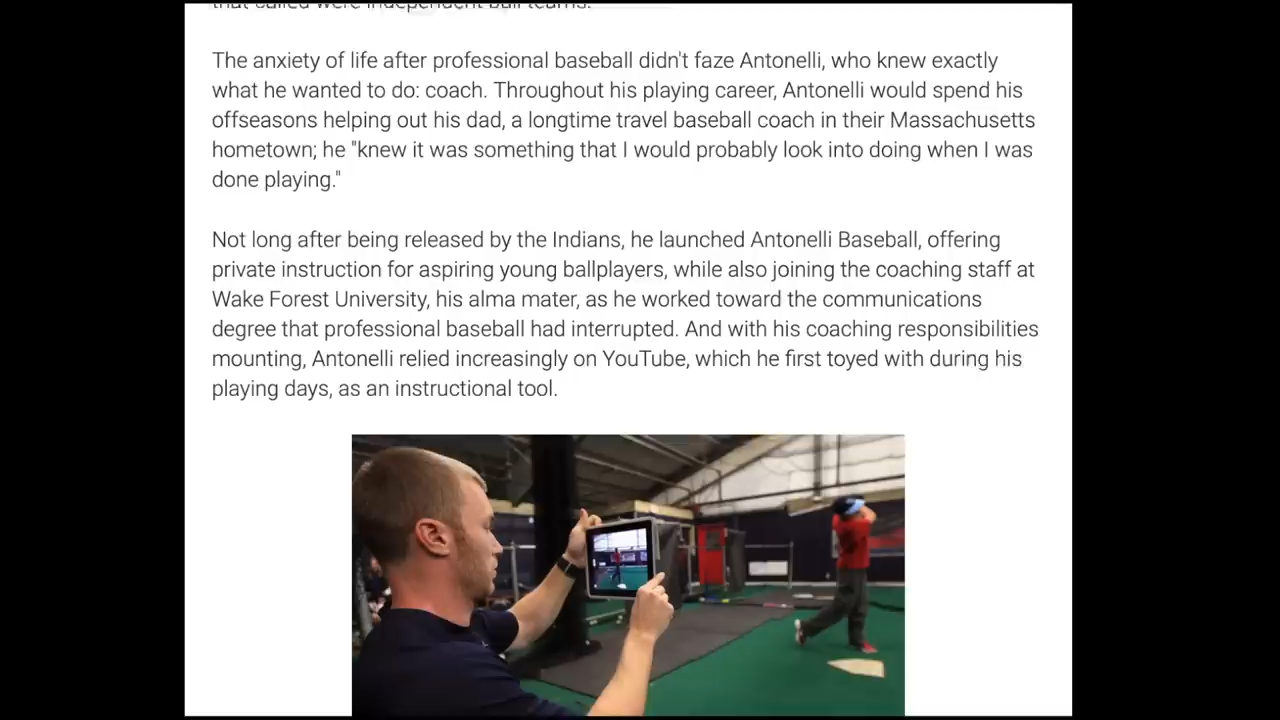 that called were independent ball teams.
The anxiety of life after professional baseball didn't faze Antonelli, who knew exactly
what he wanted to do: coach. Throughout his playing career, Antonelli would spend his
offseasons helping out his dad, a longtime travel baseball coach in their Massachusetts
hometown; he "knew it was something that I would probably look into doing when I was
done playing."
Not long after being released by the Indians, he launched Antonelli Baseball, offering
private instruction for aspiring young ballplayers, while also joining the coaching staff at
Wake Forest University, his alma mater, as he worked toward the communications
degree that professional baseball had interrupted. And with his coaching responsibilities
mounting, Antonelli relied increasingly on YouTube, which he first toyed with during his
playing days, as an instructional tool.